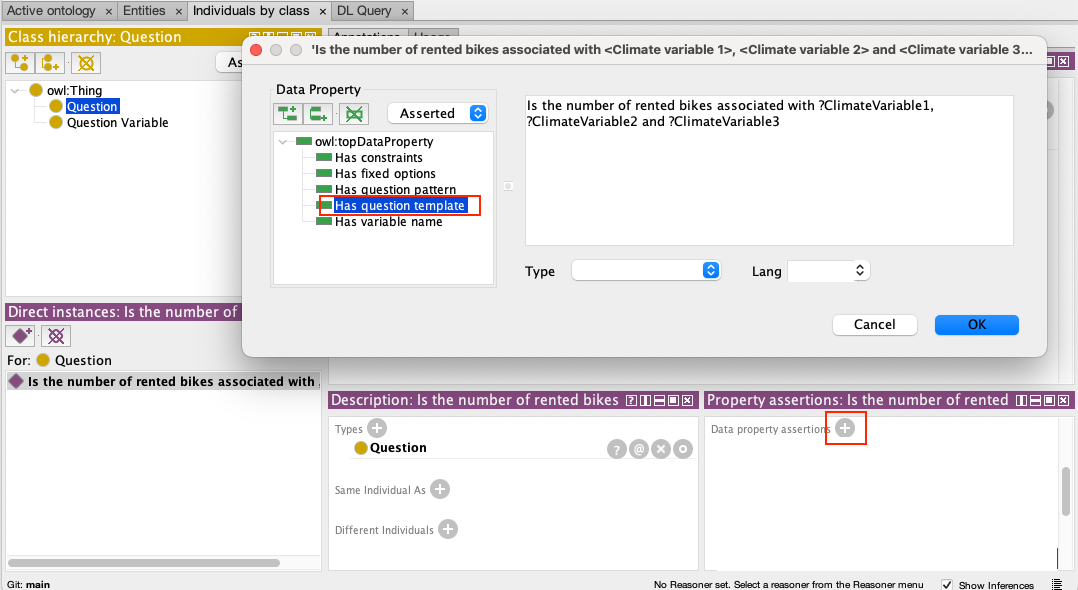 Active ontology × Entities × Individuals by class × DL Query ×
Class hierarchy: Question
As
owl:Thing
Question
Question Variable
'Is the number of rented bikes associated with <Climate variable 1>, <Climate variable 2> and <Climate variable 3...
Data Property
Asserted
owl:topDataProperty
Has constraints
Has fixed options
Has question pattern
Has question template
Has variable name
Is the number of rented bikes associated with ?ClimateVariable1,
?ClimateVariable2 and ?ClimateVariable3
Type
Lang
Cancel
OK
Direct instances: Is the number of
For: Question
Is the number of rented bikes associated with
Description: Is the number of rented bikes
Types
Question
Same Individual As
Different Individuals
Property assertions: Is the number of rented
Data property assertions
Git: main
No Reasoner set. Select a reasoner from the Reasoner menu
Show Inferences